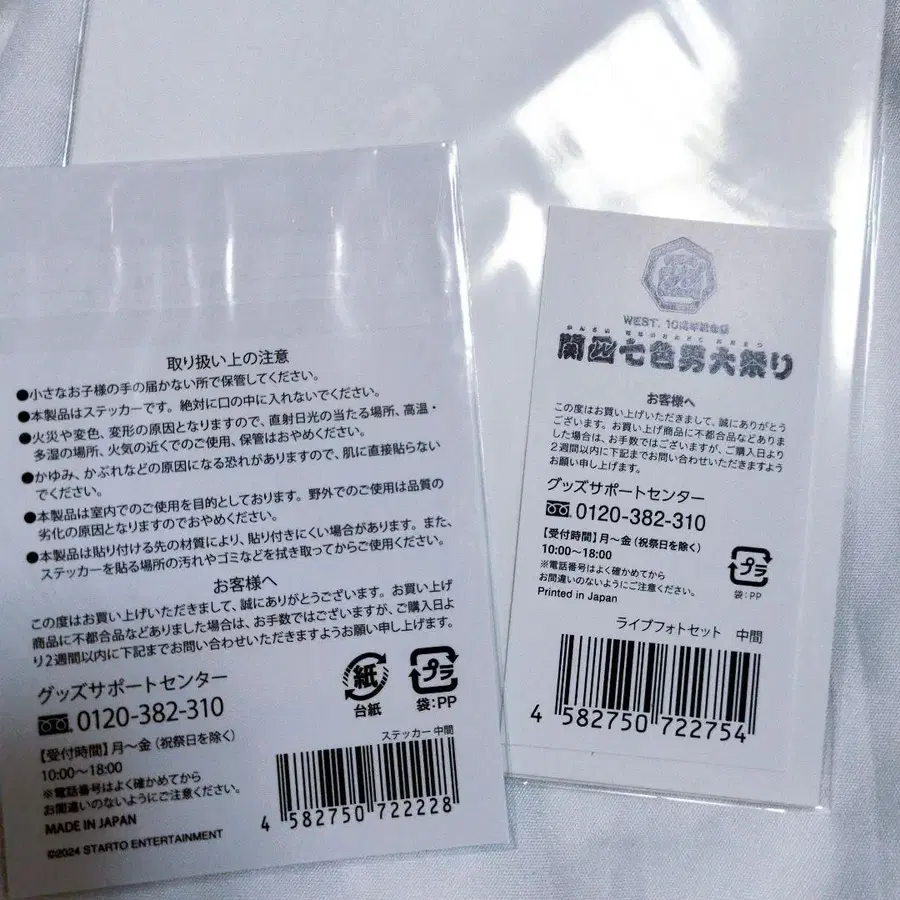 取り扱い上の注意
●小さなお子様の手の届かない所で保管してください。
●本製品はステッカーです。絶対に口の中に入れないでください。
●火災や変色、変形の原因となりますので、直射日光の当たる場所、高温・
多湿の場所、火気の近くでのご使用、保管はおやめください。
●かゆみ、かぶれなどの原因になる恐れがありますので、肌に直接貼らない
でください。
●本製品は室内でのご使用を目的としております。野外でのご使用は品質の
劣化の原因となりますのでおやめください。
●本製品は貼り付ける先の材質により、貼り付きにくい場合があります。また、
ステッカーを貼る場所の汚れやゴミなどを拭き取ってからご使用ください。
お客様へ
この度はお買い上げいただきまして、誠にありがとうございます。お買い上げ
商品に不都合品などありました場合は、お手数ではございますが、ご購入日よ
り2週間以内に下記までお問い合わせいただきますようお願い申し上げます。
グッズサポートセンター
0120-382-310
【受付時間】月〜金（祝祭日を除く）
10:00〜18:00
※電話番号はよく確かめてから
お間違いのないようにご注意ください。
MADE IN JAPAN
©2024 STARTO ENTERTAINMENT
紙
台紙
プラ
袋:PP
ステッカー 中間
4 582750 722228
WEST. 10周年記念
関西七色男大祭り
お客様へ
この度はお買い上げいただきまして、誠にありがとう
ございます。お買い上げ商品に不都合品などありま
した場合は、お手数ではございますが、ご購入日より
2週間以内に下記までお問い合わせいただきますよう
お願い申し上げます。
グッズサポートセンター
0120-382-310
【受付時間】月〜金（祝祭日を除く）
10:00〜18:00
※電話番号はよく確かめてから
お間違いのないようにご注意ください。
Printed in Japan
プラ
袋:PP
ライブフォトセット 中間
4 582750 722754